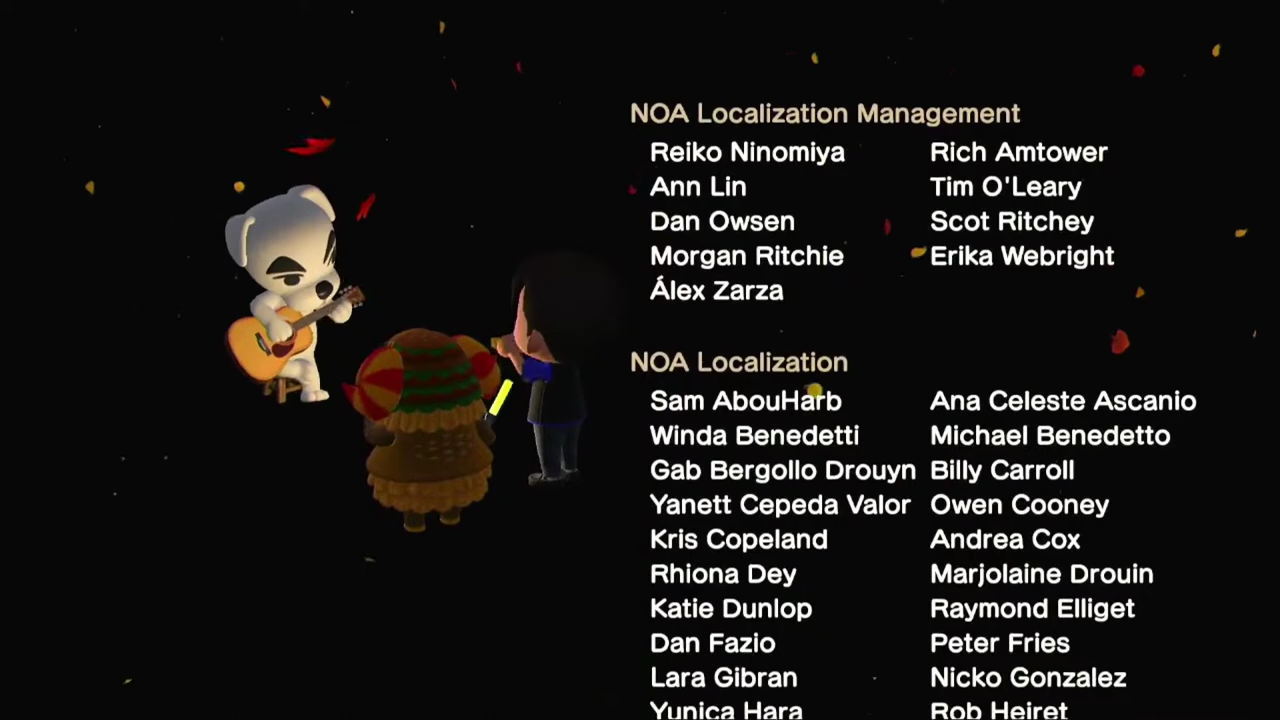 NOA Localization Management
Reiko Ninomiya Rich Amtower
Ann Lin Tim O'Leary
Dan Owsen Scot Ritchey
Morgan Ritchie Erika Webright
Álex Zarza
NOA Localization
Sam AbouHarb Ana Celeste Ascanio
Winda Benedetti Michael Benedetto
Gab Bergollo Drouyn Billy Carroll
Yanett Cepeda Valor Owen Cooney
Kris Copeland Andrea Cox
Rhiona Dey Marjolaine Drouin
Katie Dunlop Raymond Elliget
Dan Fazio Peter Fries
Lara Gibran Nicko Gonzalez
Yunica Hara Rob Heiret